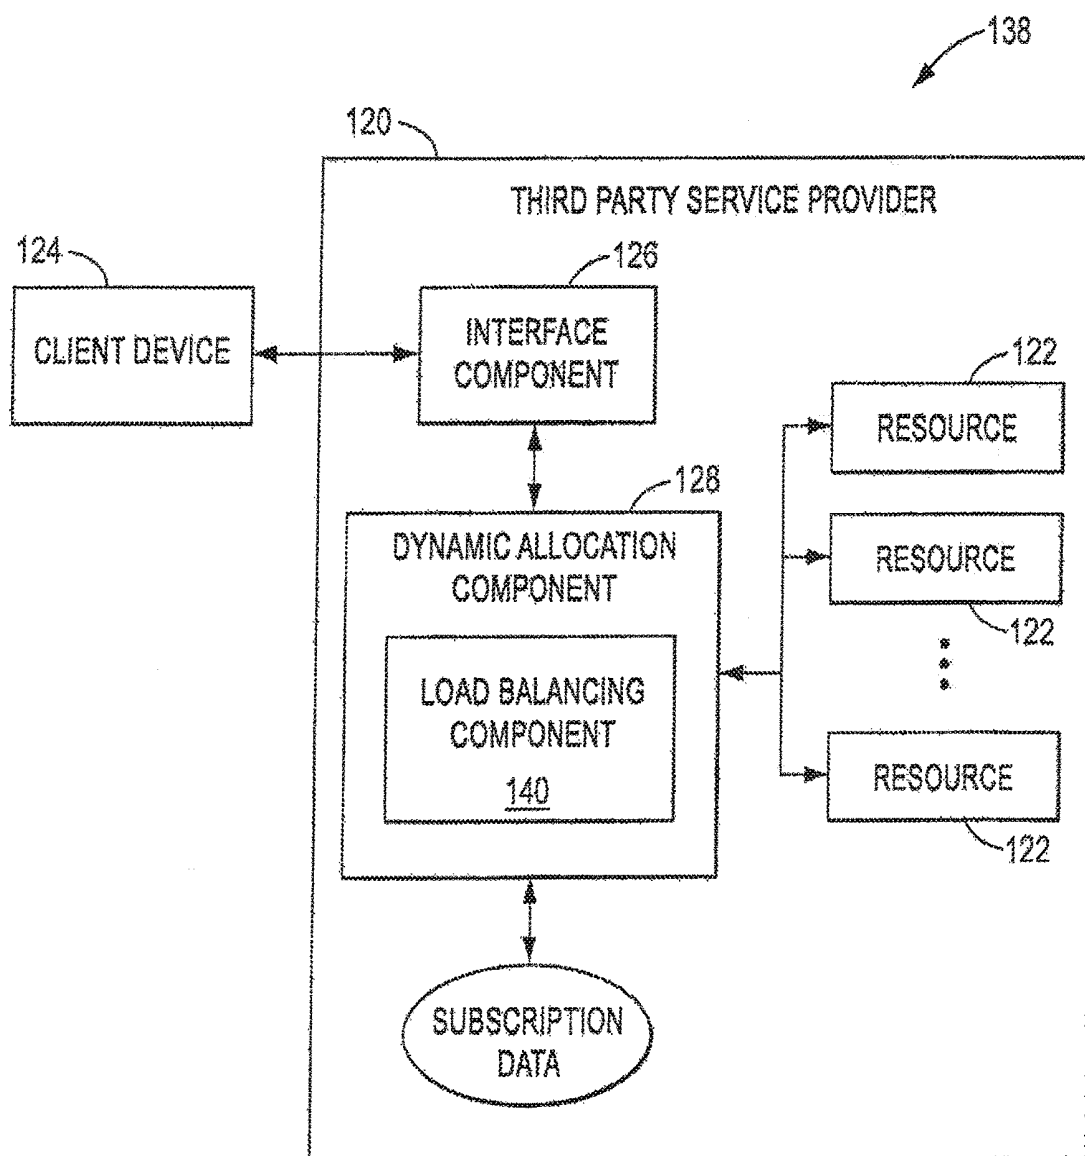 138
120
THIRD PARTY SERVICE PROVIDER
124
126
CLIENT DEVICE
INTERFACE
COMPONENT
122
RESOURCE
128
DYNAMIC ALLOCATION
COMPONENT
RESOURCE
122
LOAD BALANCING
COMPONENT
140
RESOURCE
122
SUBSCRIPTION
DATA